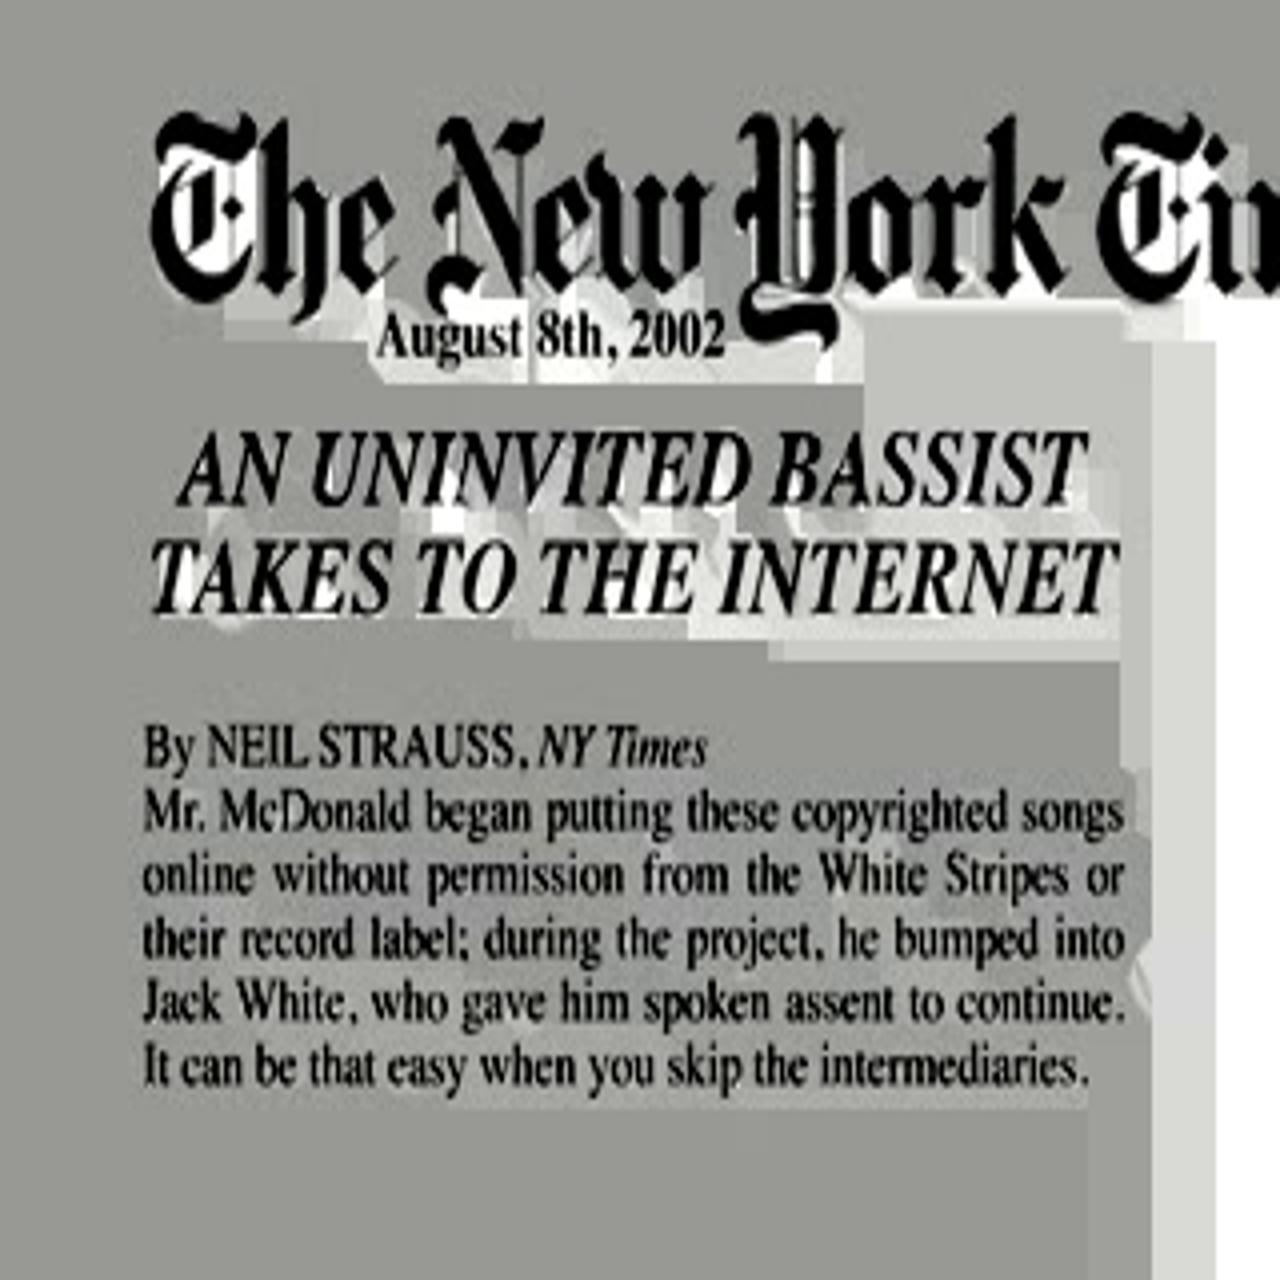 The New York Tim
August 8th, 2002
AN UNINVITED BASSIST
TAKES TO THE INTERNET
By NEIL STRAUSS, NY Times
Mr. McDonald began putting these copyrighted songs
online without permission from the White Stripes or
their record label; during the project, he bumped into
Jack White, who gave him spoken assent to continue.
It can be that easy when you skip the intermediaries.